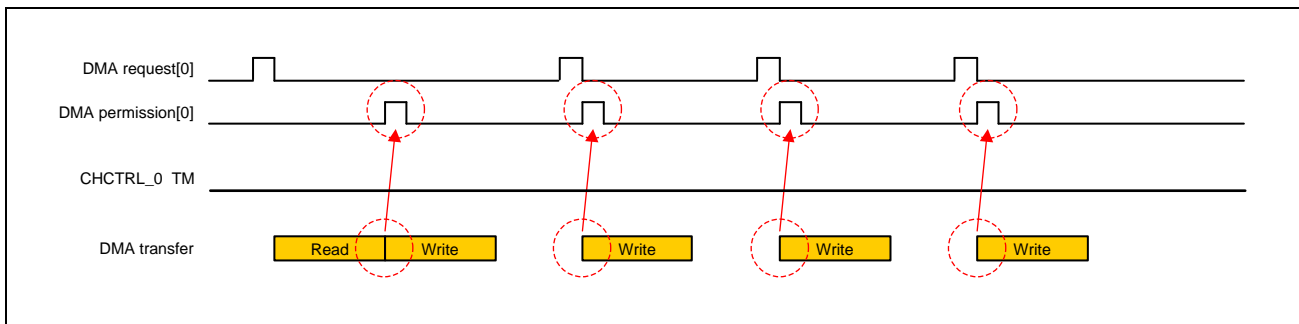 DMA request[0]
DMA permission[0]
CHCTRL_0 TM
DMA transfer
Read Write Write Write Write